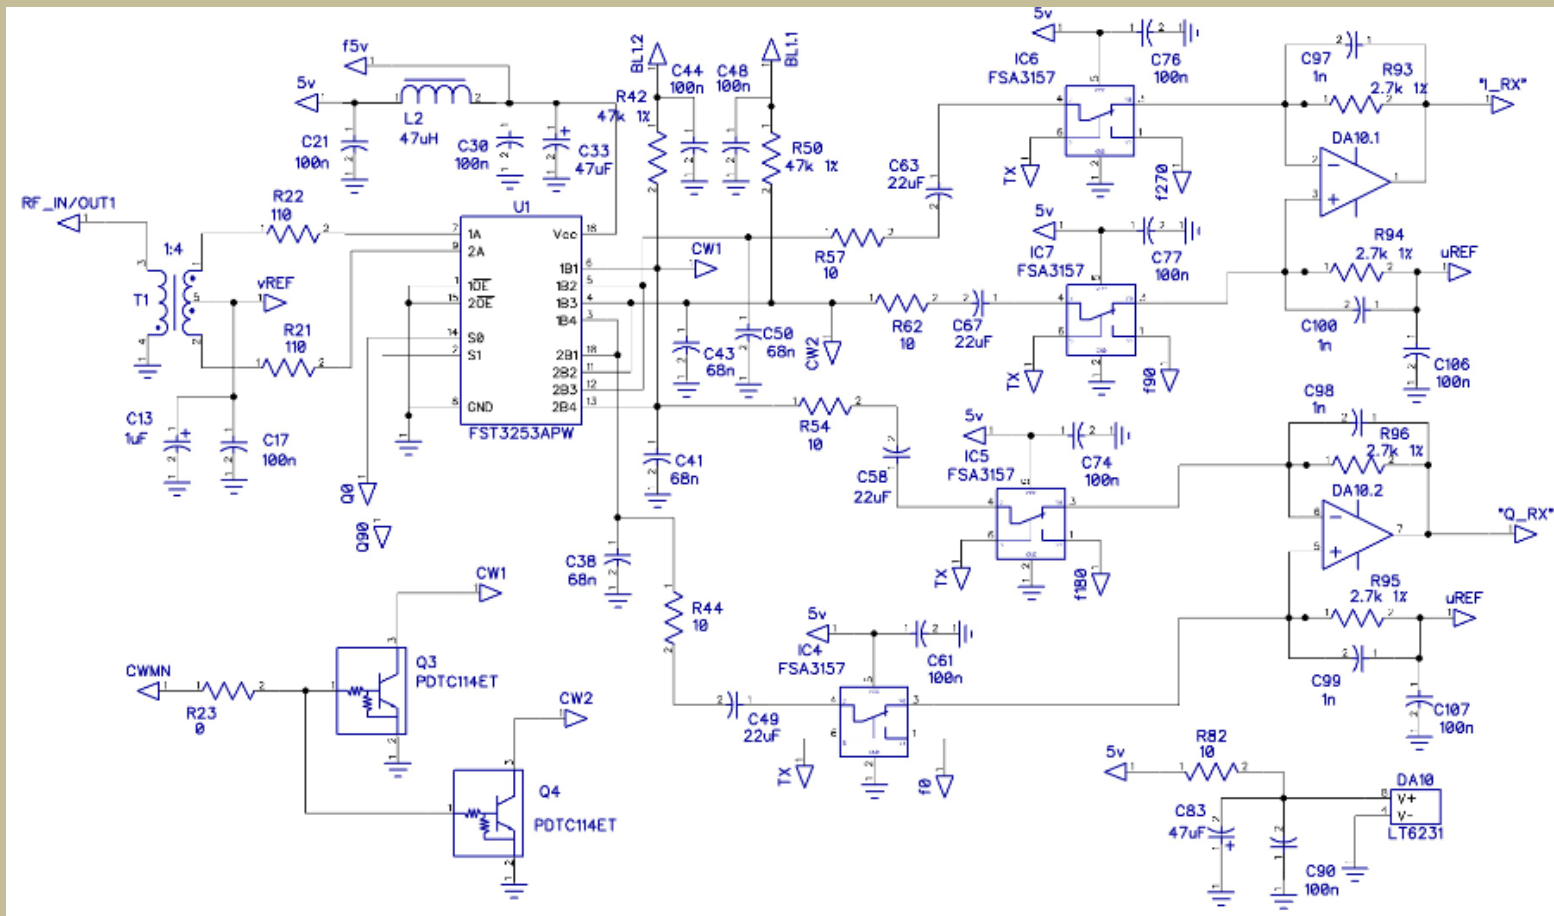 f5v
5v
L2
47uH
C21
100n
C30
100n
C33
47uF
RF_IN/OUT1
1:4
T1
vREF
R22
110
R21
110
C13
1uF
C17
100n
U1
1A
2A
1OE
2OE
S0
S1
GND
Vcc
1B1
1B2
1B3
1B4
2B1
2B2
2B3
2B4
FST3253APW
Q0
Q90
BL1.2
C44
100n
R42
47k 1%
C48
100n
BL1.1
R50
47k 1%
CW1
R57
10
C63
22uF
C43
68n
C50
68n
CW2
R62
10
C67
22uF
C41
68n
R54
10
C58
22uF
C38
68n
R44
10
C49
22uF
5v
C76
100n
IC6
FSA3157
TX
f270
5v
C77
100n
IC7
FSA3157
TX
f90
5v
C74
100n
IC5
FSA3157
TX
f180
5v
C61
100n
IC4
FSA3157
TX
f0
C97
1n
R93
2.7k 1%
"I_RX"
DA10.1
R94
2.7k 1%
uREF
C100
1n
C106
100n
C98
1n
R96
2.7k 1%
DA10.2
"Q_RX"
R95
2.7k 1%
uREF
C99
1n
C107
100n
CW1
CWMN
R23
0
Q3
PDTC114ET
CW2
Q4
PDTC114ET
5v
R82
10
C83
47uF
C90
100n
DA10
V+
V-
LT6231